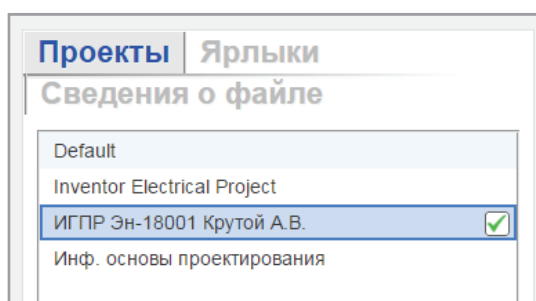 Проекты Ярлыки
Сведения о файле
Default
Inventor Electrical Project
ИГПР Эн-18001 Крутой А.В.
Инф. основы проектирования